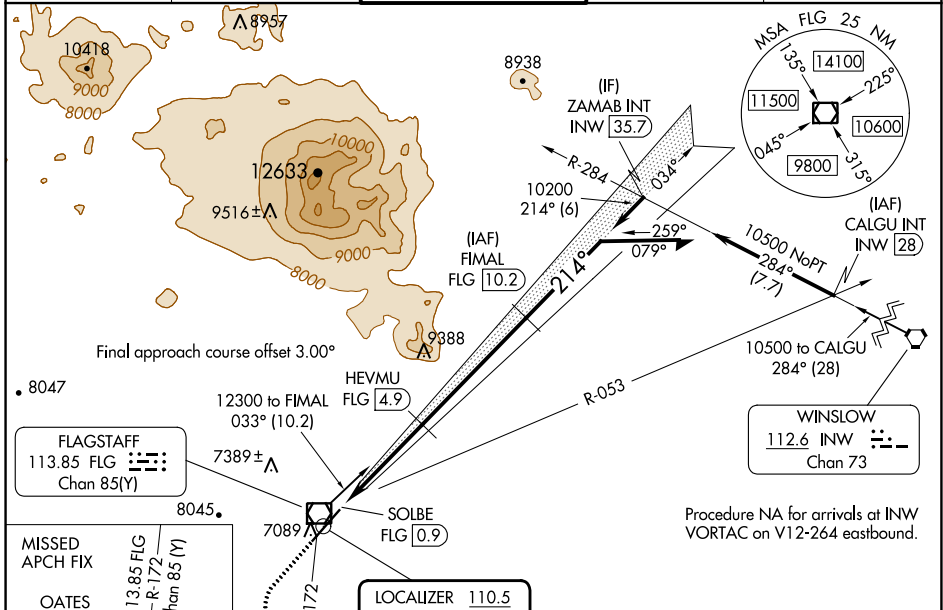 8957
10418
9000
8000
8938
MSA FLG 25 NM
135°
14100
225°
11500
10600
045°
9800
315°
(IF)
ZAMAB INT
INW 35.7
R-284
034°
10000
12633
9516±
9000
8000
10200
214° (6)
(IAF)
CALGU INT
INW 28
(IAF)
FIMAL
FLG 10.2
259°
079°
214°
10500 NoPT
284°
(7.7)
9388
Final approach course offset 3.00°
10500 to CALGU
284° (28)
8047
HEVMU
FLG 4.9
12300 to FIMAL
033° (10.2)
R-053
WINSLOW
112.6 INW
Chan 73
FLAGSTAFF
113.85 FLG
Chan 85(Y)
7389±
8045
7089
SOLBE
FLG 0.9
Procedure NA for arrivals at INW
VORTAC on V12-264 eastbound.
MISSED
APCH FIX
OATES
13.85 FLG
R-172
han 85 (Y)
172
LOCALIZER 110.5